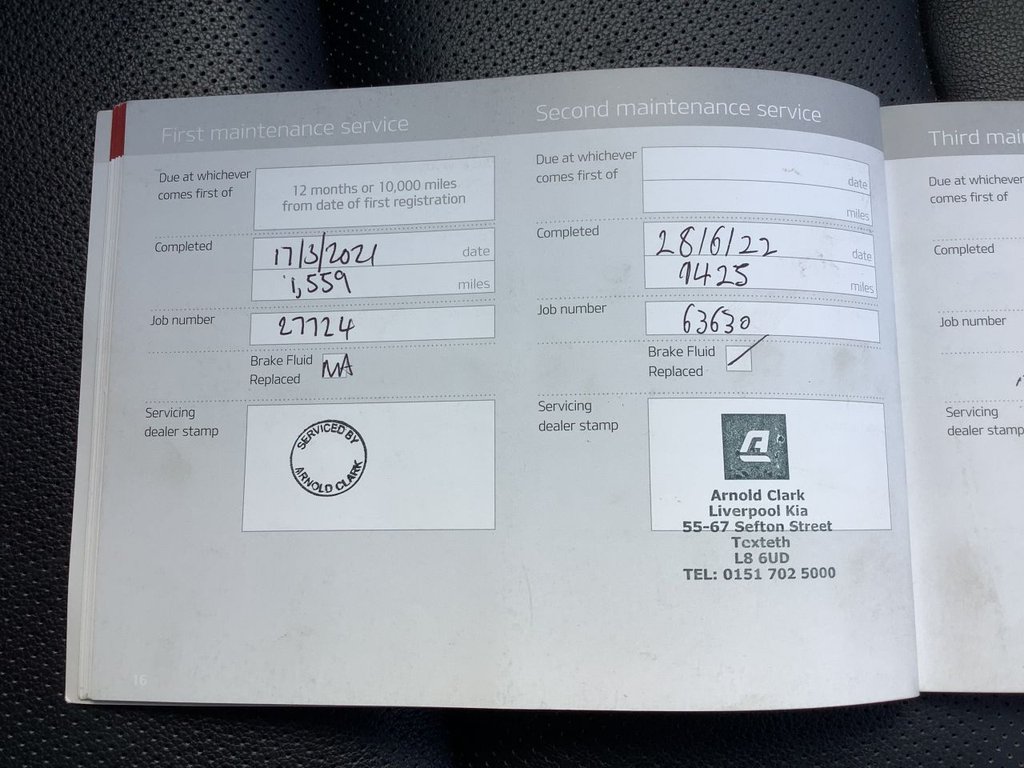 First maintenance service
Due at whichever
comes first of
12 months or 10,000 miles
from date of first registration
Completed
17/3/2021 date
1,559 miles
Job number
27724
Brake Fluid
Replaced
NA
Servicing
dealer stamp
SERVICED BY
ARNOLD CLARK
16
Second maintenance service
Due at whichever
comes first of
date
miles
Completed
28/6/22 date
7425 miles
Job number
63630
Brake Fluid
Replaced
Servicing
dealer stamp
Arnold Clark
Liverpool Kia
55-67 Sefton Street
Toxteth
L8 6UD
TEL: 0151 702 5000
Third mai
Due at whichever
comes first of
Completed
Job number
Servicing
dealer stamp